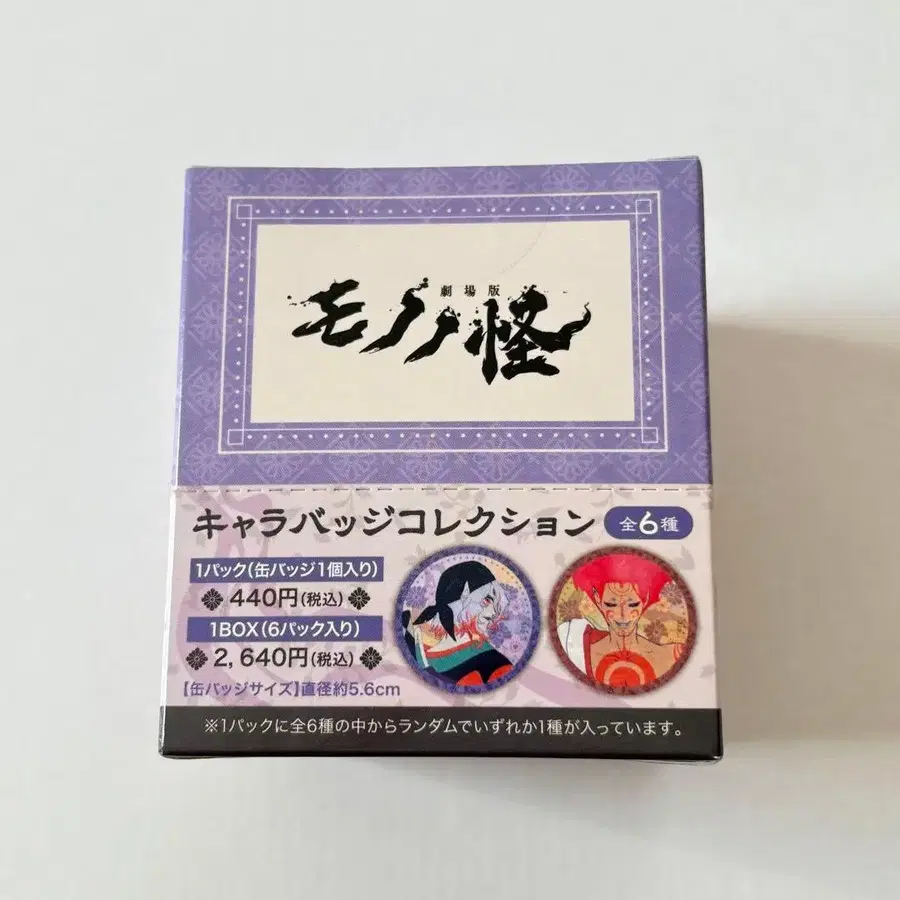 劇場版
モノノ怪
キャラバッジコレクション 全6種
1パック(缶バッジ1個入り)
440円(税込)
1BOX(6パック入り)
2,640円(税込)
【缶バッジサイズ】直径約5.6cm
※1パックに全6種の中からランダムでいずれか1種が入っています。